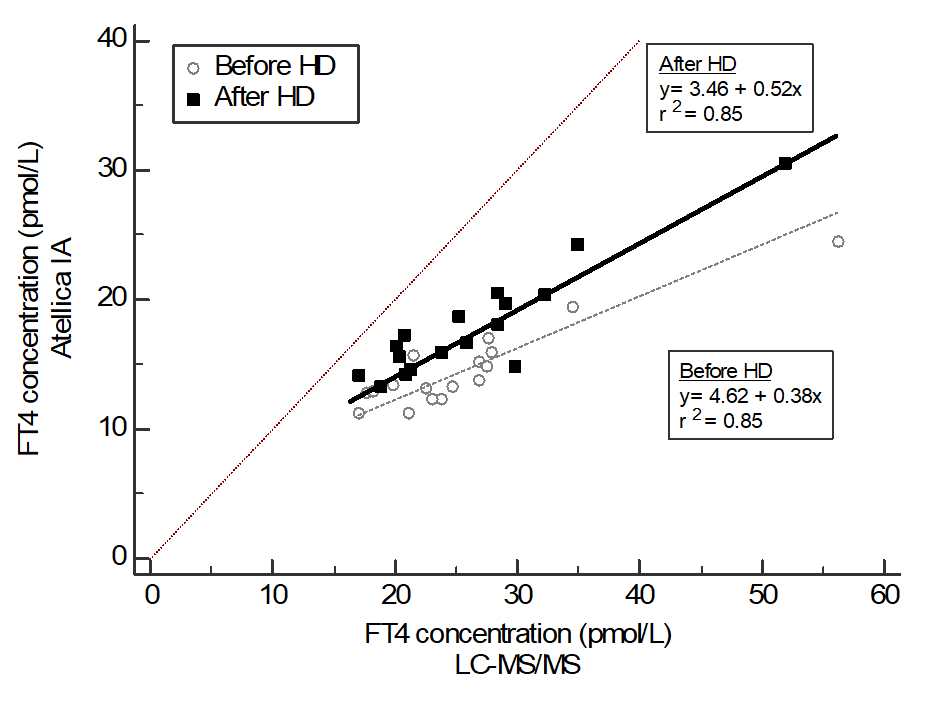 40
30
20
10
0
FT4 concentration (pmol/L)
Atellica IA
Before HD
After HD
After HD
y= 3.46 + 0.52x
r 2 = 0.85
Before HD
y= 4.62 + 0.38x
r 2 = 0.85
0 10 20 30 40 50 60
FT4 concentration (pmol/L)
LC-MS/MS